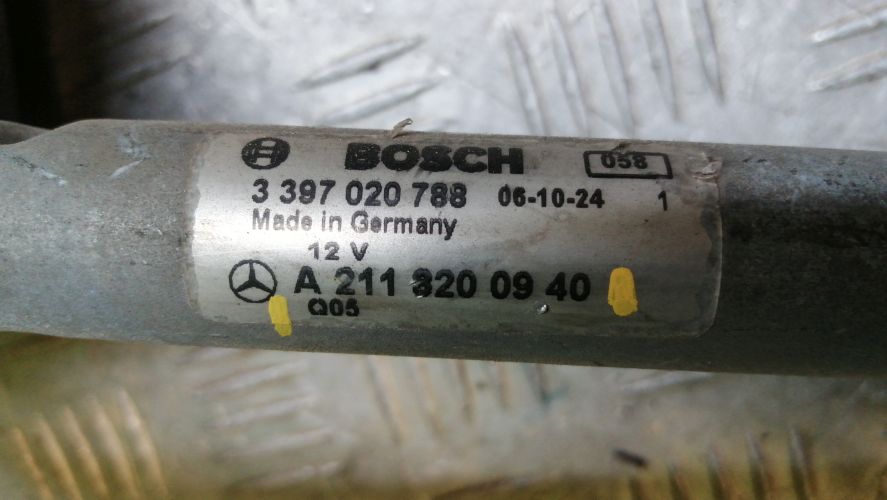 BOSCH 058
3 397 020 788 06-10-24 1
Made in Germany
12 V
A 211 820 09 40
Q05